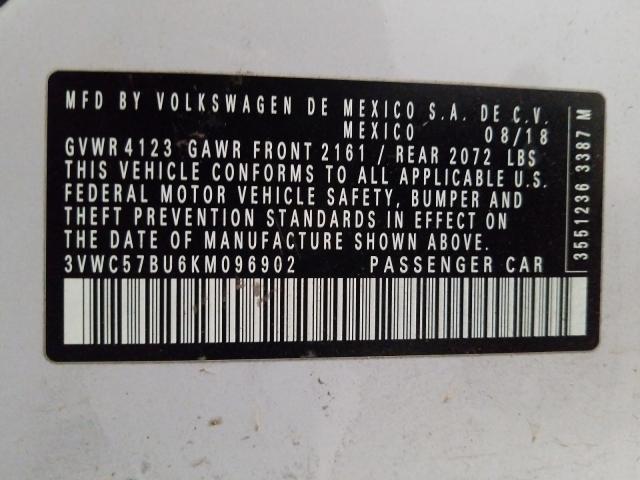 MFD BY VOLKSWAGEN DE MEXICO S.A. DE C.V.
MEXICO 08/18
GVWR 4123 GAWR FRONT 2161 / REAR 2072 LBS
THIS VEHICLE CONFORMS TO ALL APPLICABLE U.S.
FEDERAL MOTOR VEHICLE SAFETY, BUMPER AND
THEFT PREVENTION STANDARDS IN EFFECT ON
THE DATE OF MANUFACTURE SHOWN ABOVE.
3VWC57BU6KM096902 PASSENGER CAR
3551236 3387 M